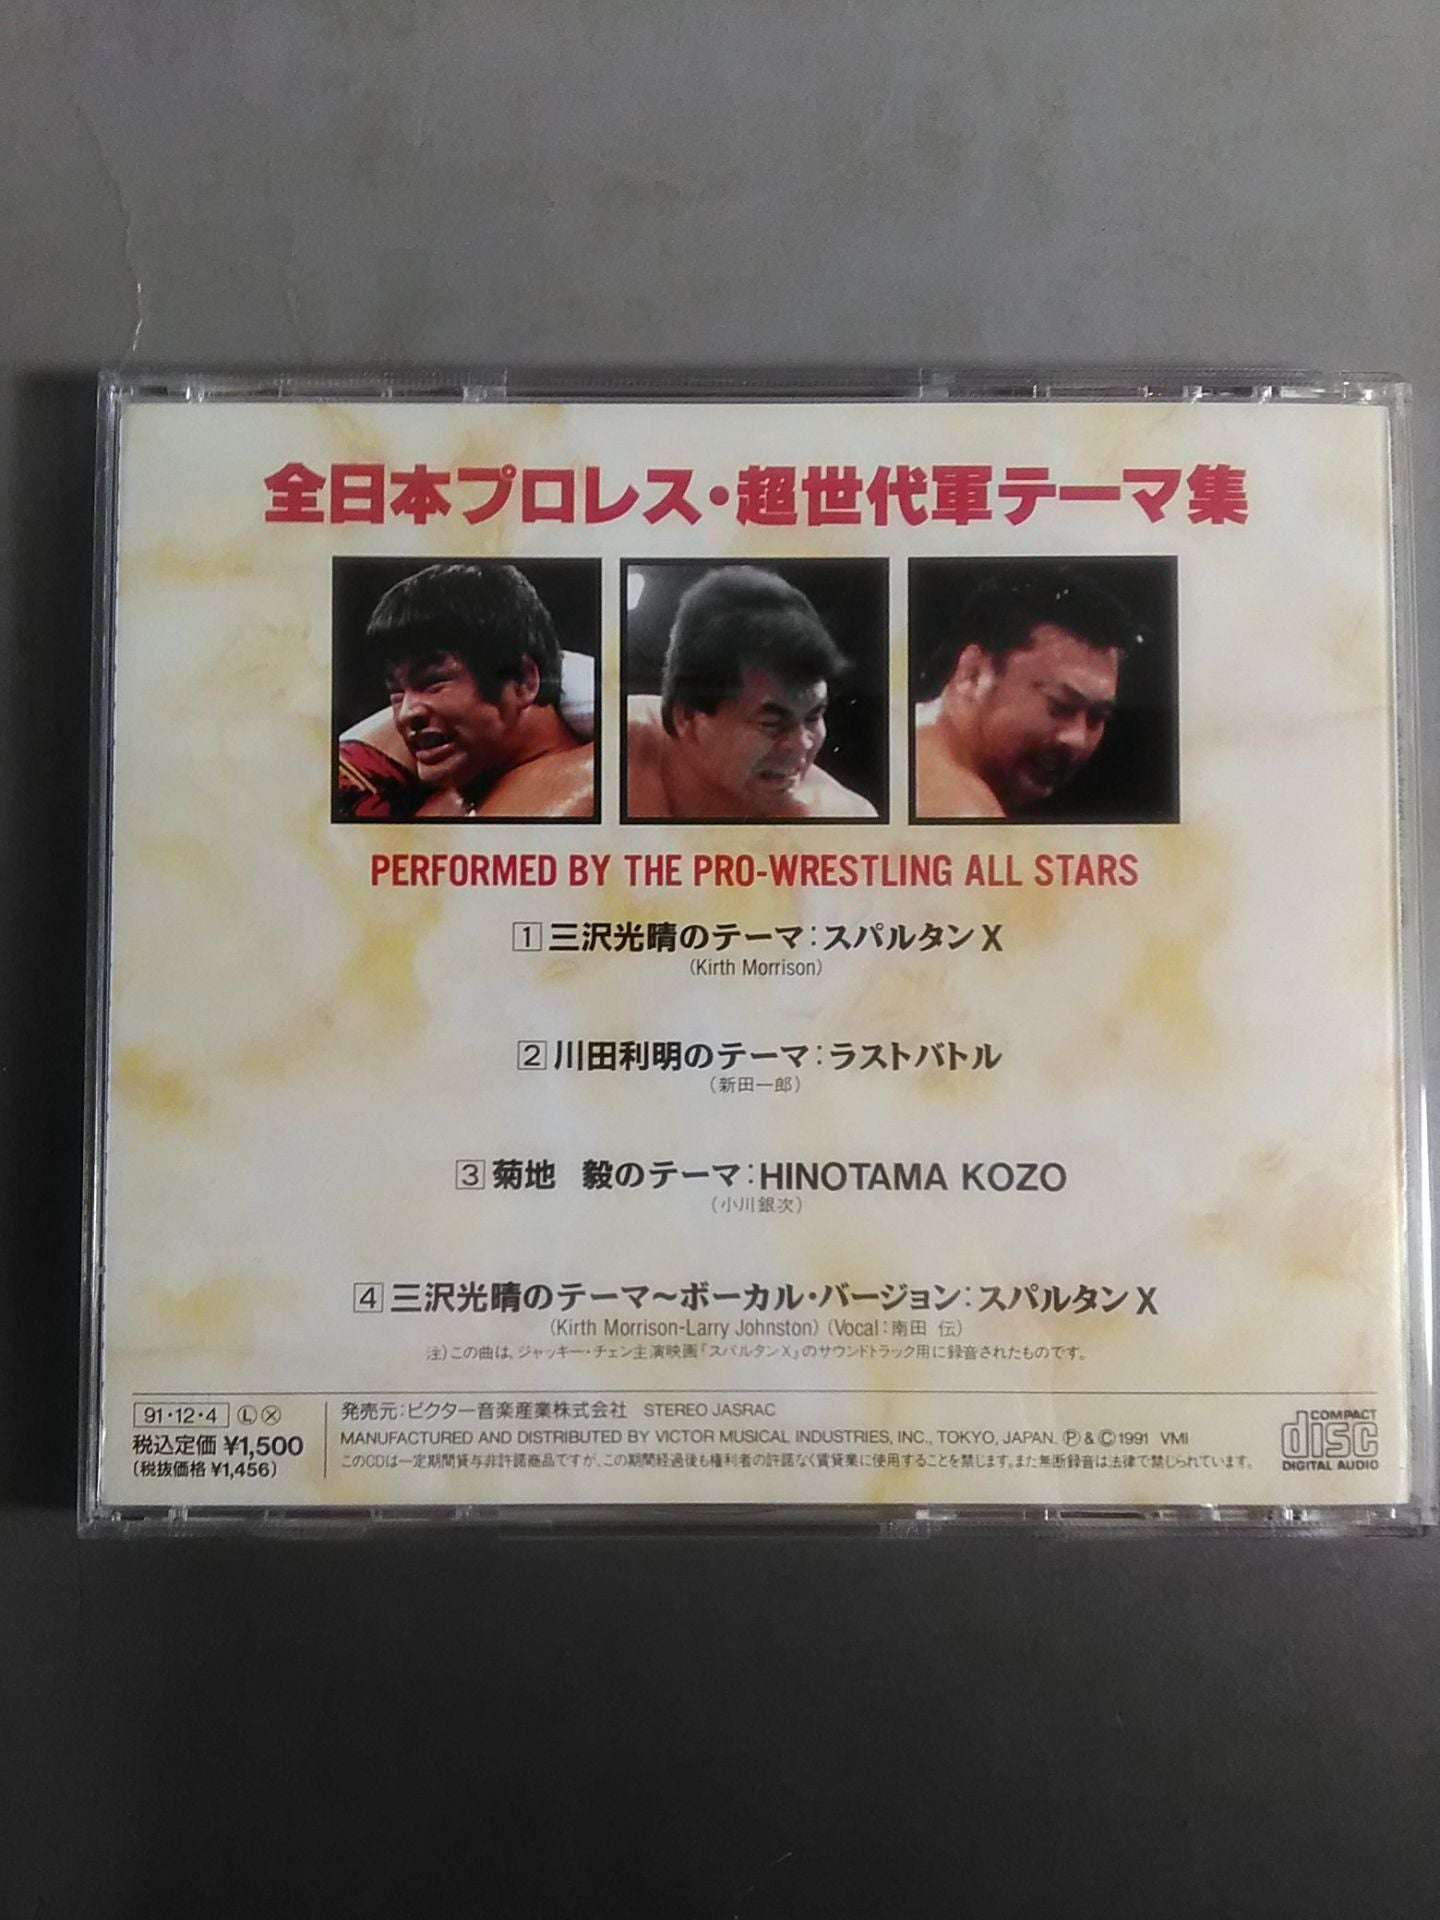 全日本プロレス・超世代軍テーマ集
PERFORMED BY THE PRO-WRESTLING ALL STARS
1 三沢光晴のテーマ:スパルタンX
(Kirth Morrison)
2 川田利明のテーマ:ラストバトル
(新田一郎)
3 菊地 毅のテーマ:HINOTAMA KOZO
(小川銀次)
4 三沢光晴のテーマ〜ボーカル・バージョン:スパルタンX
(Kirth Morrison-Larry Johnston) (Vocal:南田 伝)
注)この曲は、ジャッキー・チェン主演映画『スパルタンX』のサウンドトラック用に録音されたものです。
91・12・4 Ⓛ Ⓧ
税込定価 ¥1,500
(税抜価格 ¥1,456)
発売元:ビクター音楽産業株式会社 STEREO JASRAC
MANUFACTURED AND DISTRIBUTED BY VICTOR MUSICAL INDUSTRIES, INC., TOKYO, JAPAN. Ⓟ & Ⓒ 1991 VMI
このCDは一定期間貸与非許諾商品ですが、この期間経過後も権利者の許諾なく賃貸業に使用することを禁じます。また無断録音は法律で禁じられています。
COMPACT
disc
DIGITAL AUDIO